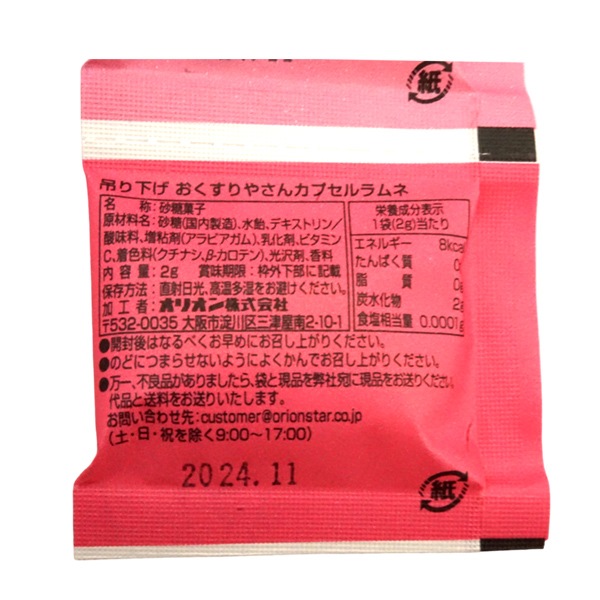 紙
吊り下げ おくすりやさんカプセルラムネ
名 称:砂糖菓子
原材料名:砂糖(国内製造)、水飴、デキストリン/
酸味料、増粘剤(アラビアガム)、乳化剤、ビタミン
C、着色料(クチナシ、β-カロテン)、光沢剤、香料
内 容 量:2g 賞味期限:枠外下部に記載
保存方法:直射日光、高温多湿をお避けください。
加 工 者:オリオン株式会社
〒532-0035 大阪市淀川区三津屋南2-10-1
栄養成分表示
1袋(2g)当たり
エネルギー 8kcal
たんぱく質 0
脂 質 0g
炭水化物 2g
食塩相当量 0.0001g
●開封後はなるべくお早めにお召し上がりください。
●のどにつまらせないようによくかんでお召し上がりください。
●万一、不良品がありましたら、袋と現品を弊社宛に現品をお送りくだ
代品と送料をお送りいたします。
お問い合わせ先:customer@orionstar.co.jp
(土・日・祝を除く9:00〜17:00)
2024.11
紙